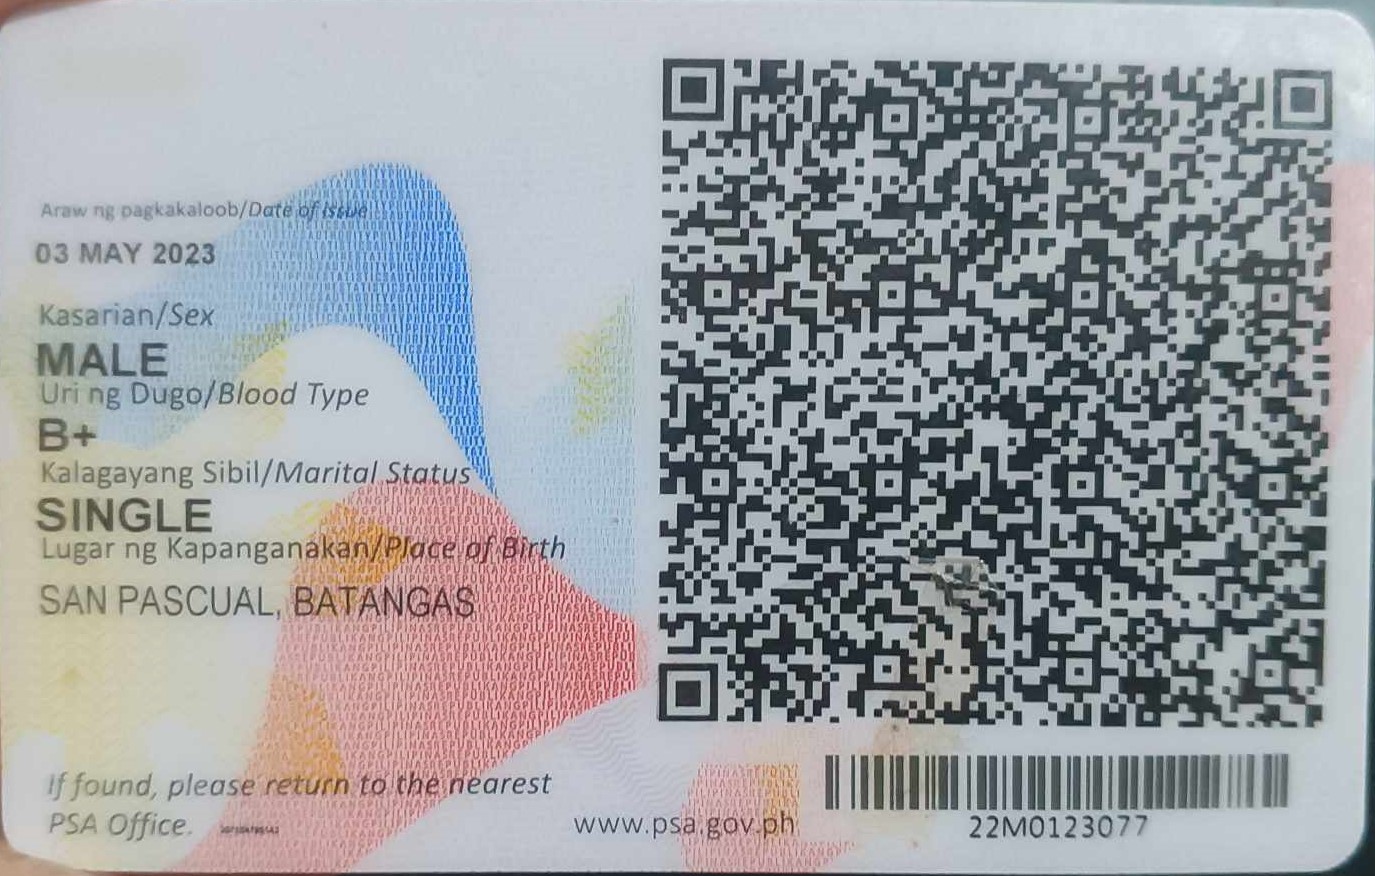 Araw ng pagkakaloob/Date of issue
03 MAY 2023
Kasarian/Sex
MALE
Uri ng Dugo/Blood Type
B+
Kalagayang Sibil/Marital Status
SINGLE
Lugar ng Kapanganakan/Place of Birth
SAN PASCUAL, BATANGAS
If found, please return to the nearest
PSA Office.
www.psa.gov.ph
22M0123077